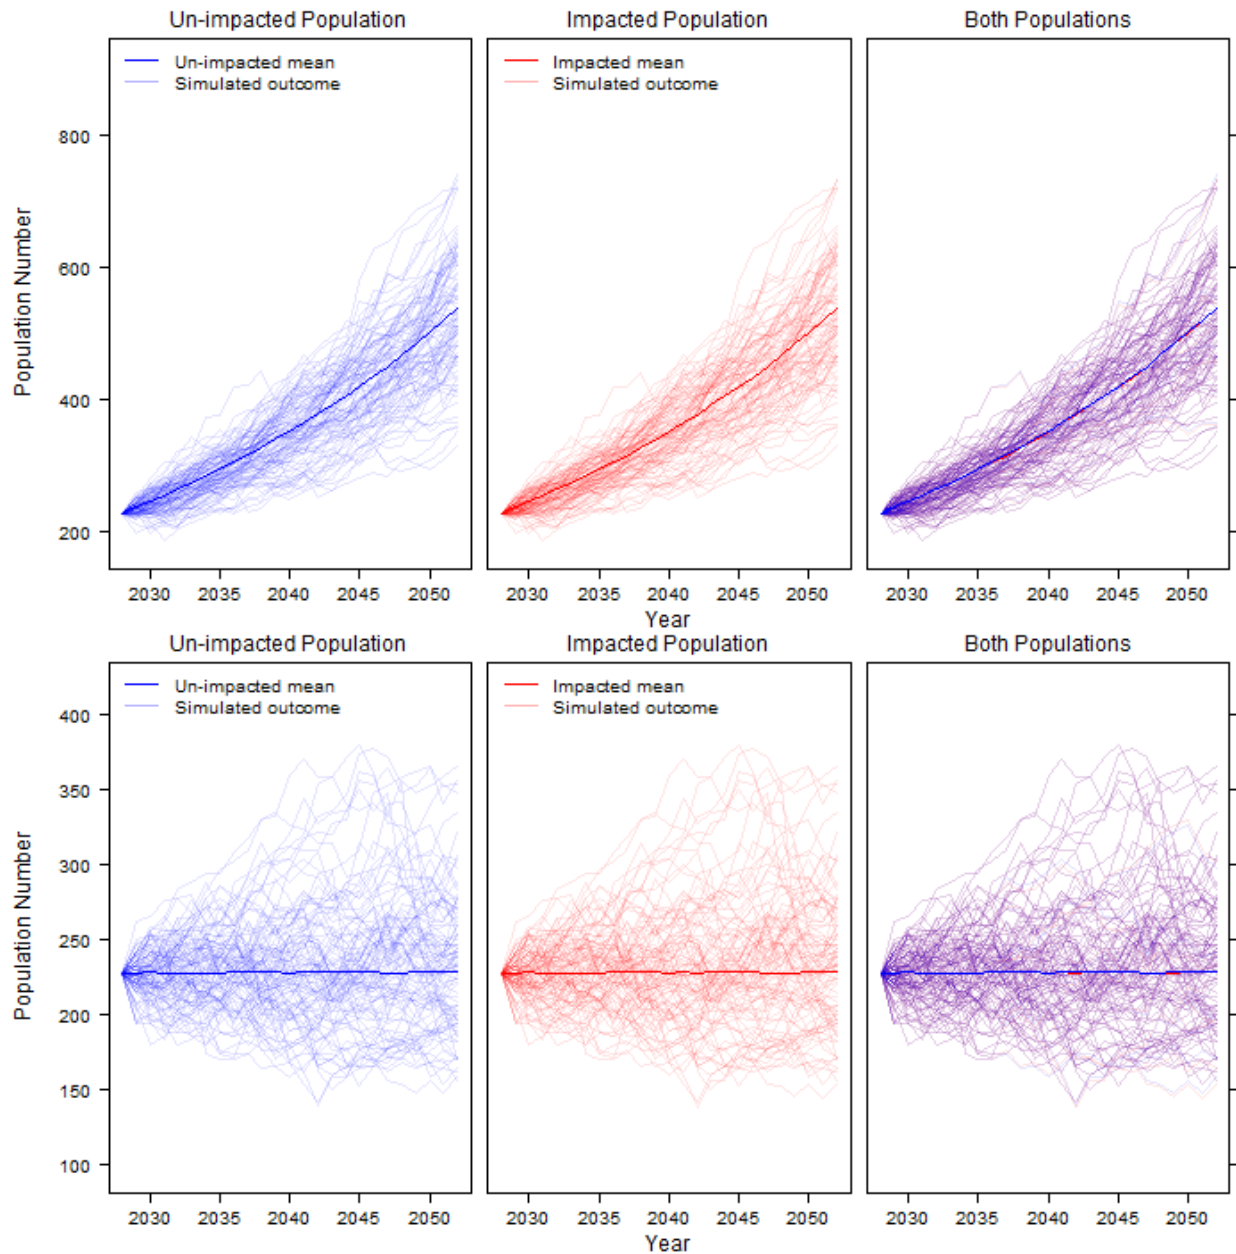 Un-impacted Population Impacted Population Both Populations
Un-impacted mean Impacted mean
Simulated outcome Simulated outcome
800
600
400
200
Population Number
2030 2035 2040 2045 2050 2030 2035 2040 2045 2050 2030 2035 2040 2045 2050
Year
Un-impacted Population Impacted Population Both Populations
Un-impacted mean Impacted mean
Simulated outcome Simulated outcome
400
350
300
250
200
150
100
Population Number
2030 2035 2040 2045 2050 2030 2035 2040 2045 2050 2030 2035 2040 2045 2050
Year